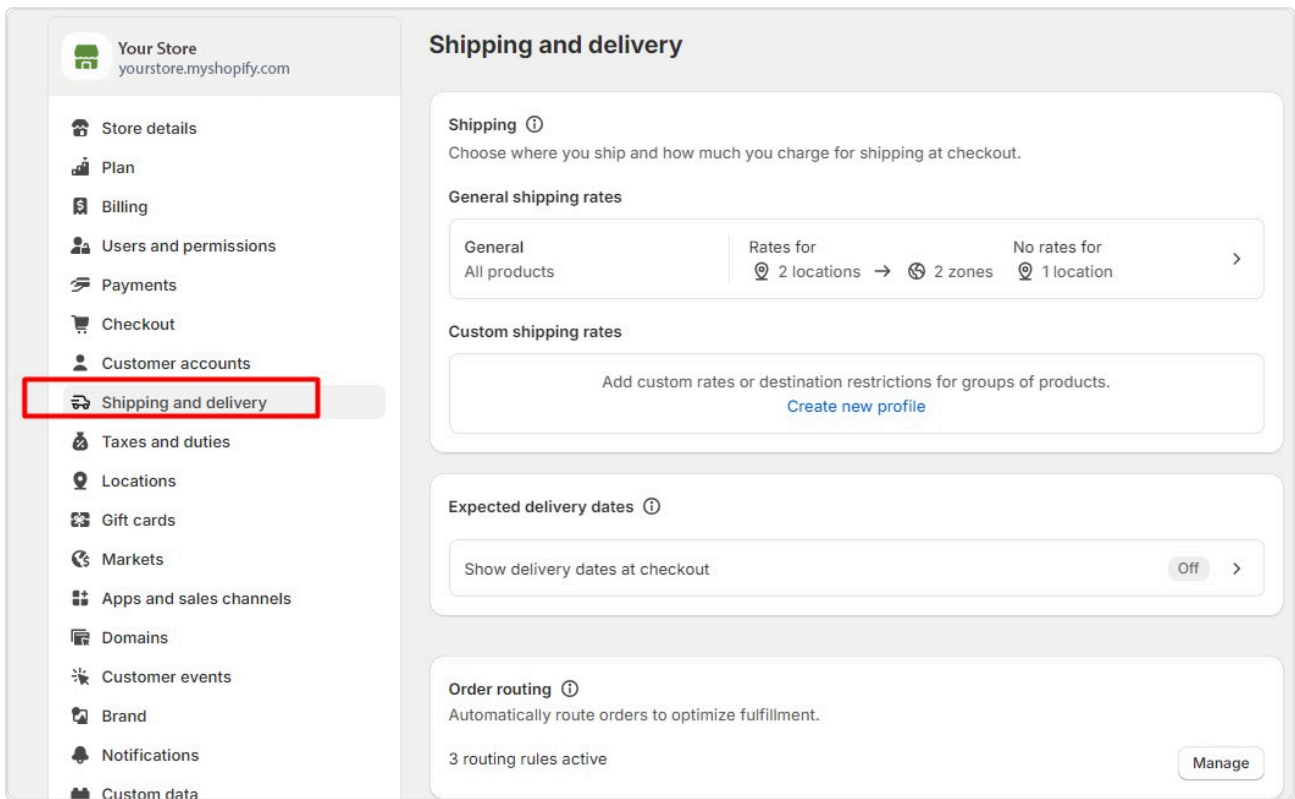 Your Store
yourstore.myshopify.com
Store details
Plan
Billing
Users and permissions
Payments
Checkout
Customer accounts
Shipping and delivery
Taxes and duties
Locations
Gift cards
Markets
Apps and sales channels
Domains
Customer events
Brand
Notifications
Custom data
Shipping and delivery
Shipping
Choose where you ship and how much you charge for shipping at checkout.
General shipping rates
General
All products
Rates for
2 locations → 2 zones
No rates for
1 location
Custom shipping rates
Add custom rates or destination restrictions for groups of products.
Create new profile
Expected delivery dates
Show delivery dates at checkout
Off
Order routing
Automatically route orders to optimize fulfillment.
3 routing rules active
Manage